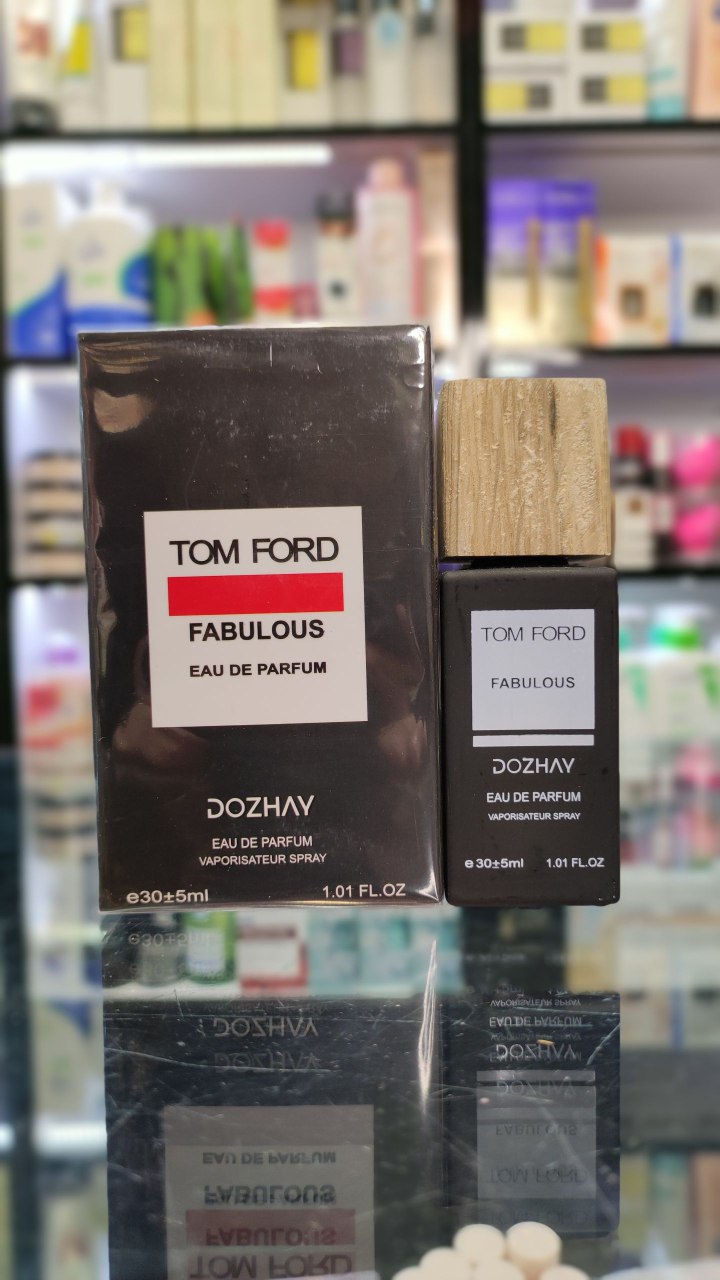 TOM FORD
FABULOUS
EAU DE PARFUM
DOZHAY
EAU DE PARFUM
VAPORISATEUR SPRAY
e30±5ml 1.01 FL.OZ
TOM FORD
FABULOUS
DOZHAY
EAU DE PARFUM
VAPORISATEUR SPRAY
e 30±5ml 1.01 FL.OZ